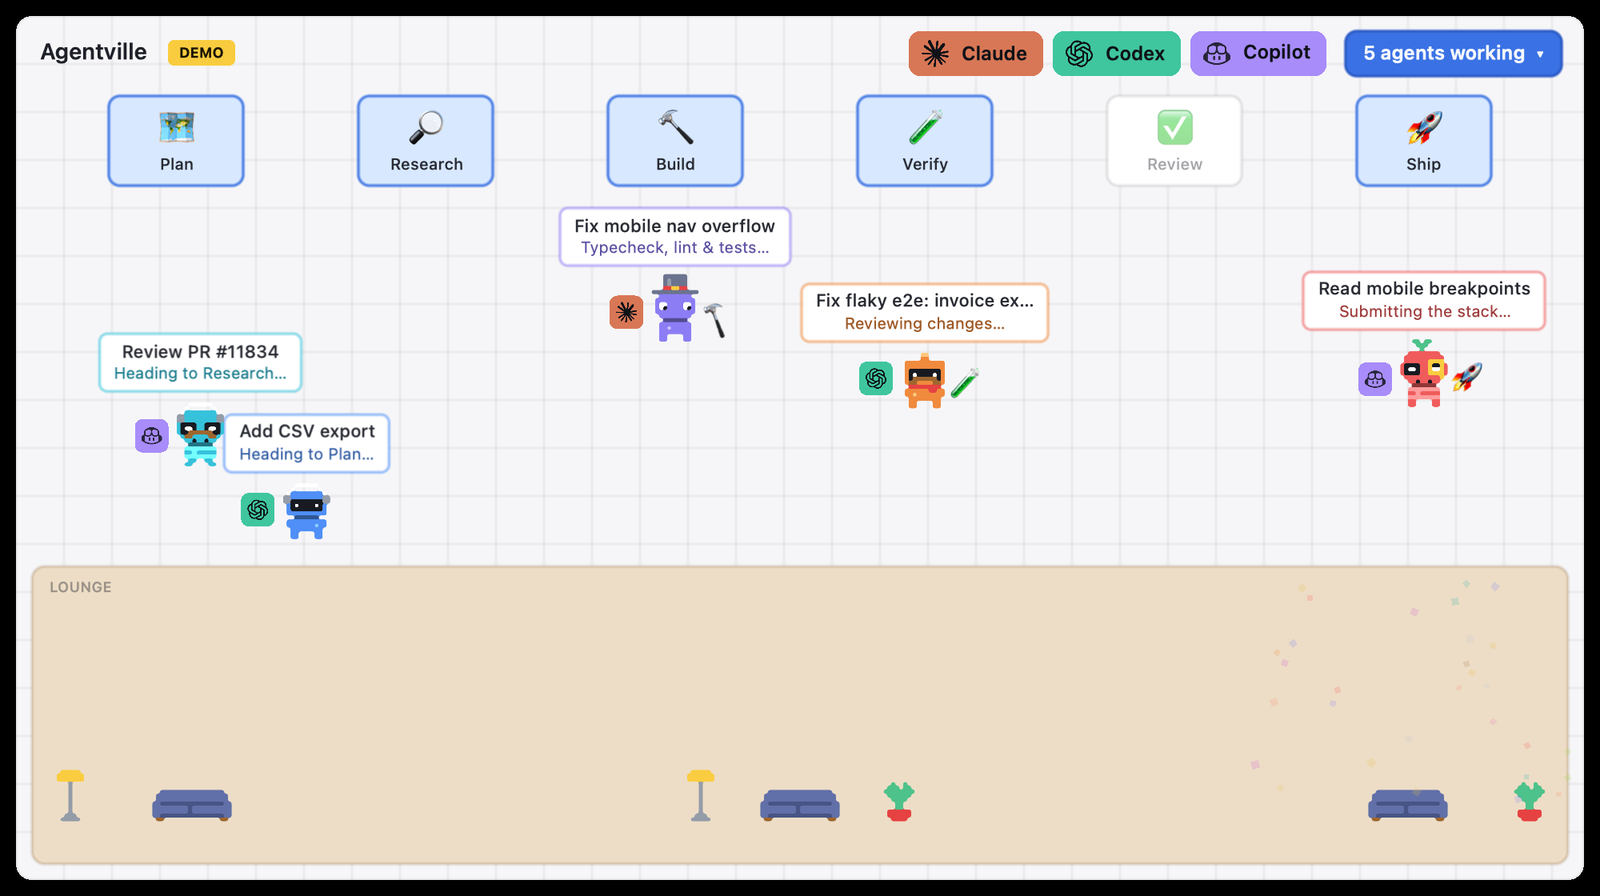 Agentville
DEMO
Claude
Codex
Copilot
5 agents working
Plan
Research
Build
Verify
Review
Ship
Fix mobile nav overflow
Typecheck, lint & tests...
Fix flaky e2e: invoice ex...
Reviewing changes...
Read mobile breakpoints
Submitting the stack...
Review PR #11834
Heading to Research...
Add CSV export
Heading to Plan...
LOUNGE